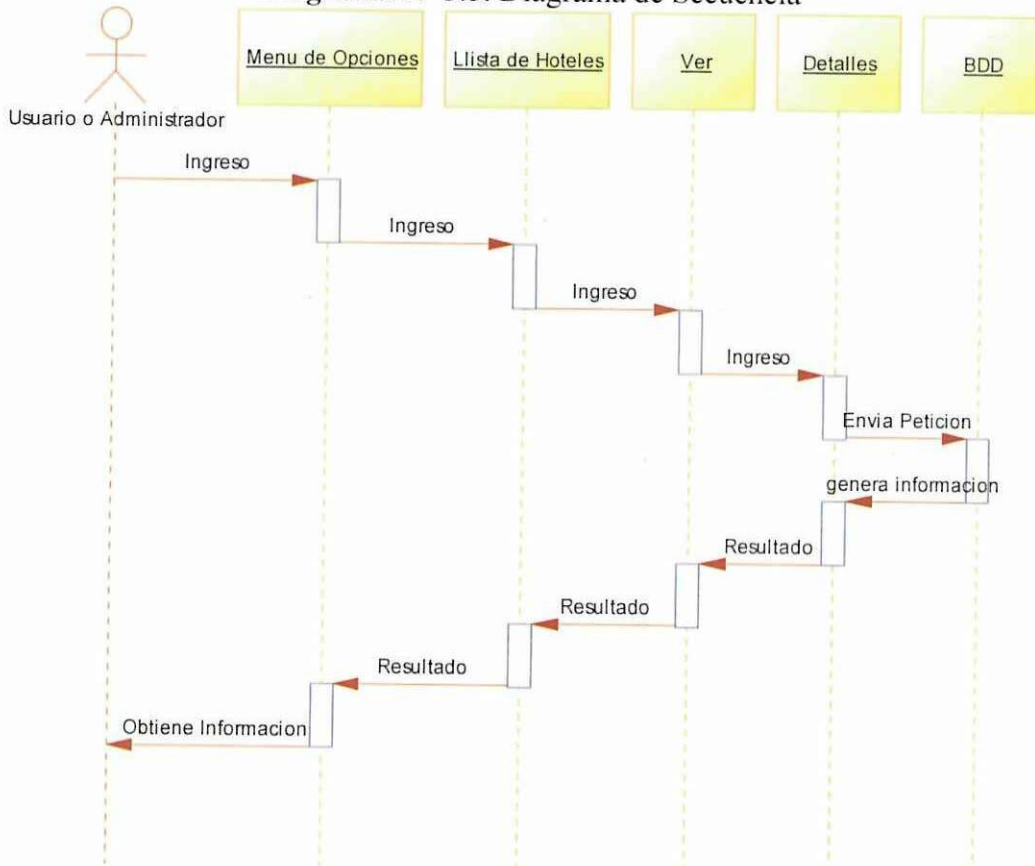 Diagrama de Secuencia
Menu de Opciones
Llista de Hoteles
Ver
Detalles
BDD
Usuario o Administrador
Ingreso
Ingreso
Ingreso
Ingreso
Envia Peticion
genera informacion
Resultado
Resultado
Resultado
Obtiene Informacion